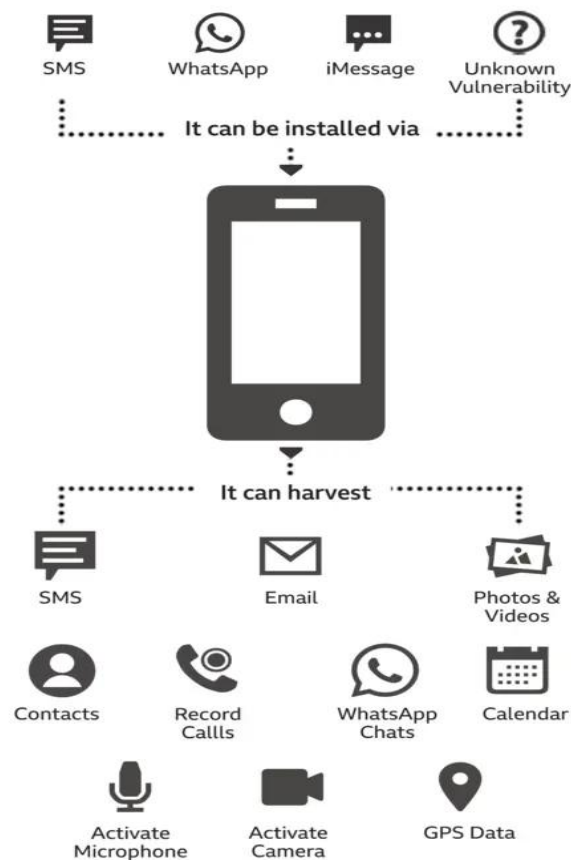 SMS
WhatsApp
iMessage
Unknown
Vulnerability
It can be installed via
It can harvest
SMS
Email
Photos &
Videos
Contacts
Record
Callls
WhatsApp
Chats
Calendar
Activate
Microphone
Activate
Camera
GPS Data